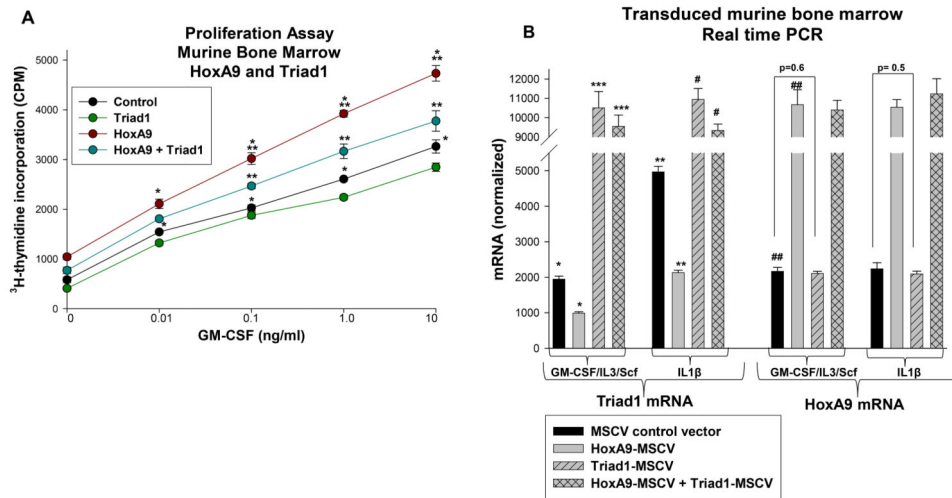 A
Proliferation Assay
Murine Bone Marrow
HoxA9 and Triad1
5000
4000
3000
2000
1000
0
³H-thymidine incorporation (CPM)
Control
Triad1
HoxA9
HoxA9 + Triad1
*
*
*
**
*
**
*
**
*
*
**
**
*
*
**
**
*
0
0.01
0.1
1.0
10
GM-CSF (ng/ml)
B
Transduced murine bone marrow
Real time PCR
12000
11000
10000
9000
5000
4000
3000
2000
1000
0
mRNA (normalized)
p=0.6
p= 0.5
*
*
***
***
**
**
#
#
##
##
GM-CSF/IL3/Scf
IL1β
GM-CSF/IL3/Scf
IL1β
Triad1 mRNA
HoxA9 mRNA
MSCV control vector
HoxA9-MSCV
Triad1-MSCV
HoxA9-MSCV + Triad1-MSCV